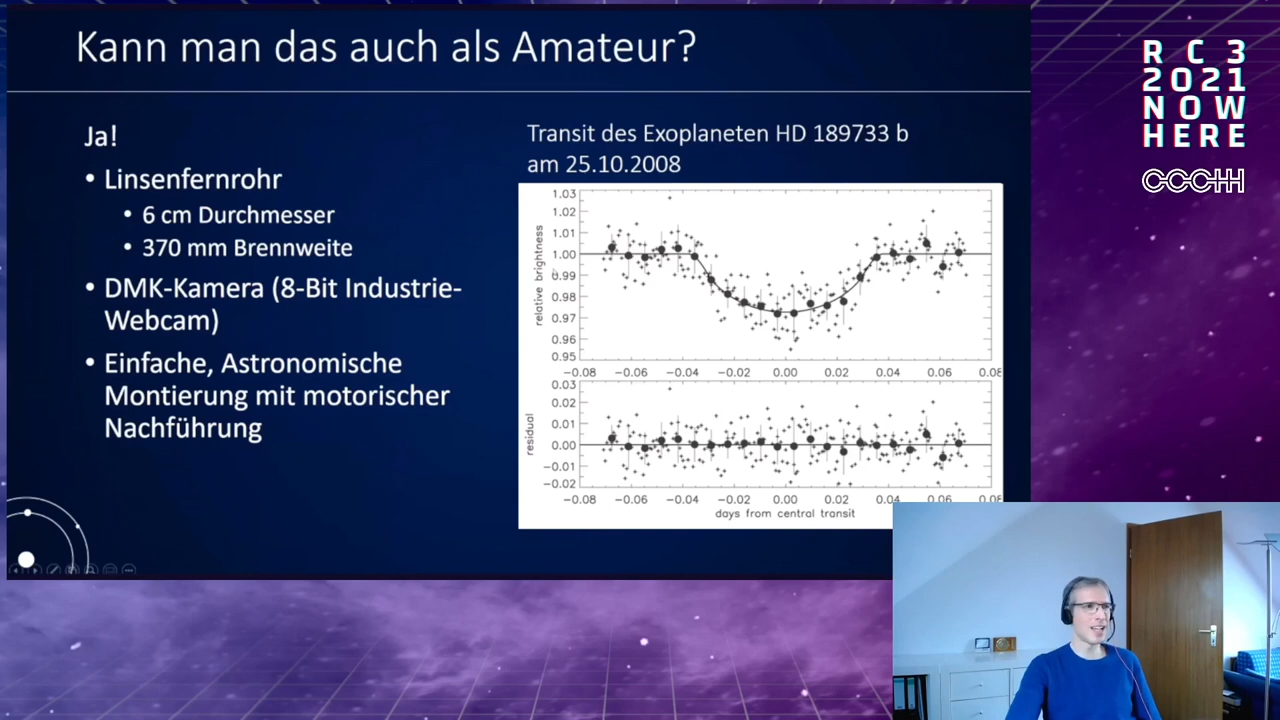 Kann man das auch als Amateur?
Ja!
• Linsenfernrohr
• 6 cm Durchmesser
• 370 mm Brennweite
• DMK-Kamera (8-Bit Industrie-
Webcam)
• Einfache, Astronomische
Montierung mit motorischer
Nachführung
Transit des Exoplaneten HD 189733 b
am 25.10.2008
relative brightness
1.03
1.02
1.01
1.00
0.99
0.98
0.97
0.96
0.95
−0.08 −0.06 −0.04 −0.02 0.00 0.02 0.04 0.06 0.08
residual
0.03
0.02
0.01
0.00
−0.01
−0.02
−0.08 −0.06 −0.04 −0.02 0.00 0.02 0.04 0.06 0.08
days from central transit
RC3
2021
NOW
HERE
CCCHH